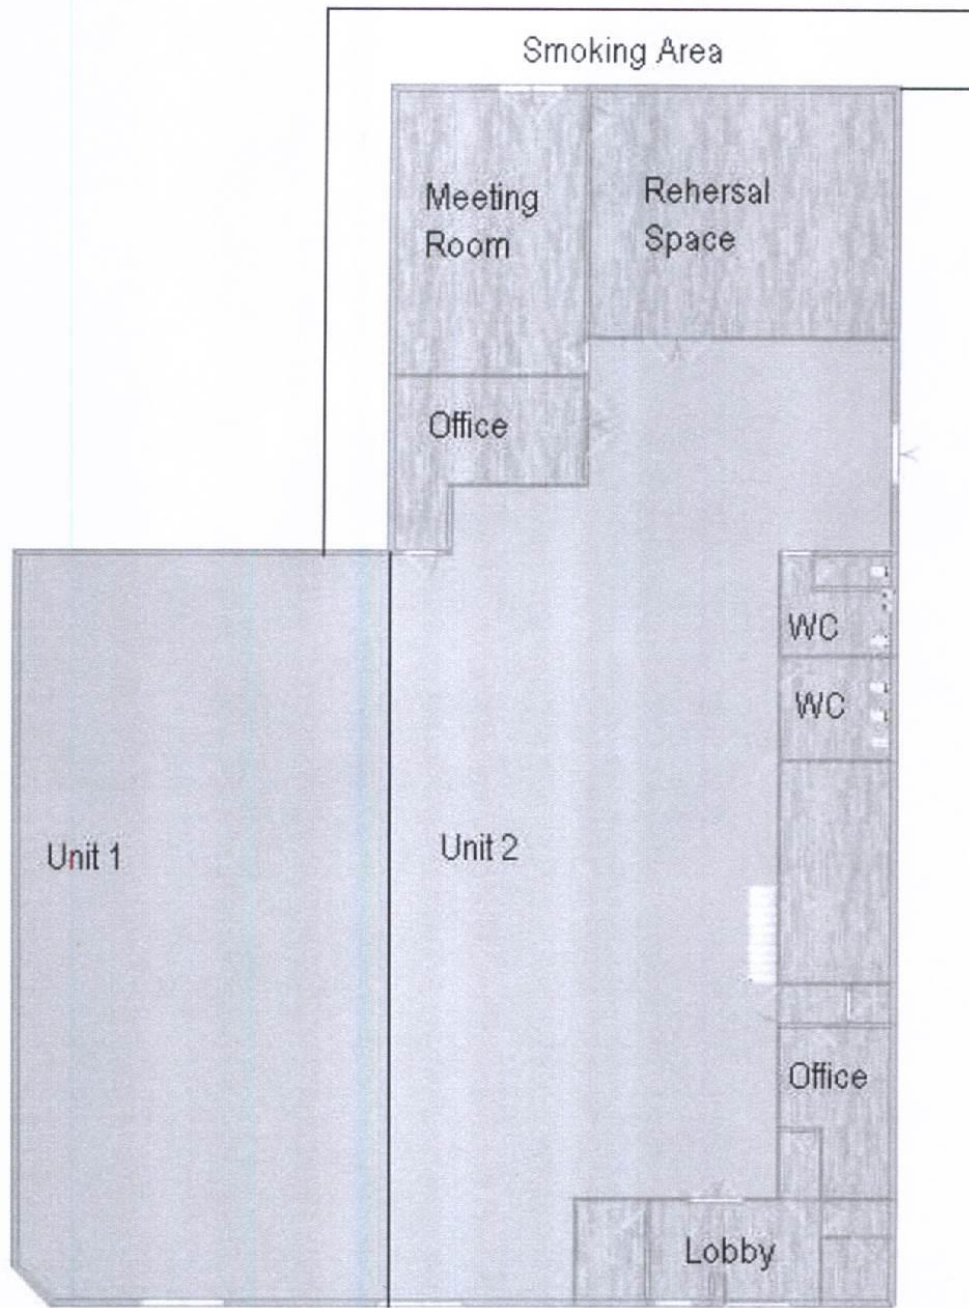 Smoking Area
Meeting
Room
Rehersal
Space
Office
WC
WC
Unit 1
Unit 2
Office
Lobby